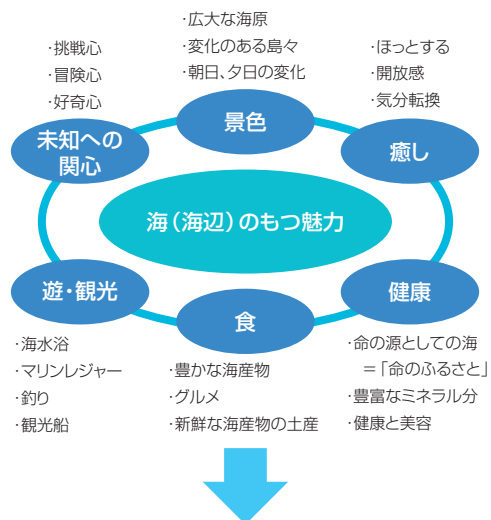 ・広大な海原
・変化のある島々
・朝日、夕日の変化
・挑戦心
・冒険心
・好奇心
・ほっとする
・開放感
・気分転換
景色
未知への
関心
癒し
海（海辺）のもつ魅力
遊・観光
食
健康
・海水浴
・マリンレジャー
・釣り
・観光船
・豊かな海産物
・グルメ
・新鮮な海産物の土産
・命の源としての海
＝「命のふるさと」
・豊富なミネラル分
・健康と美容